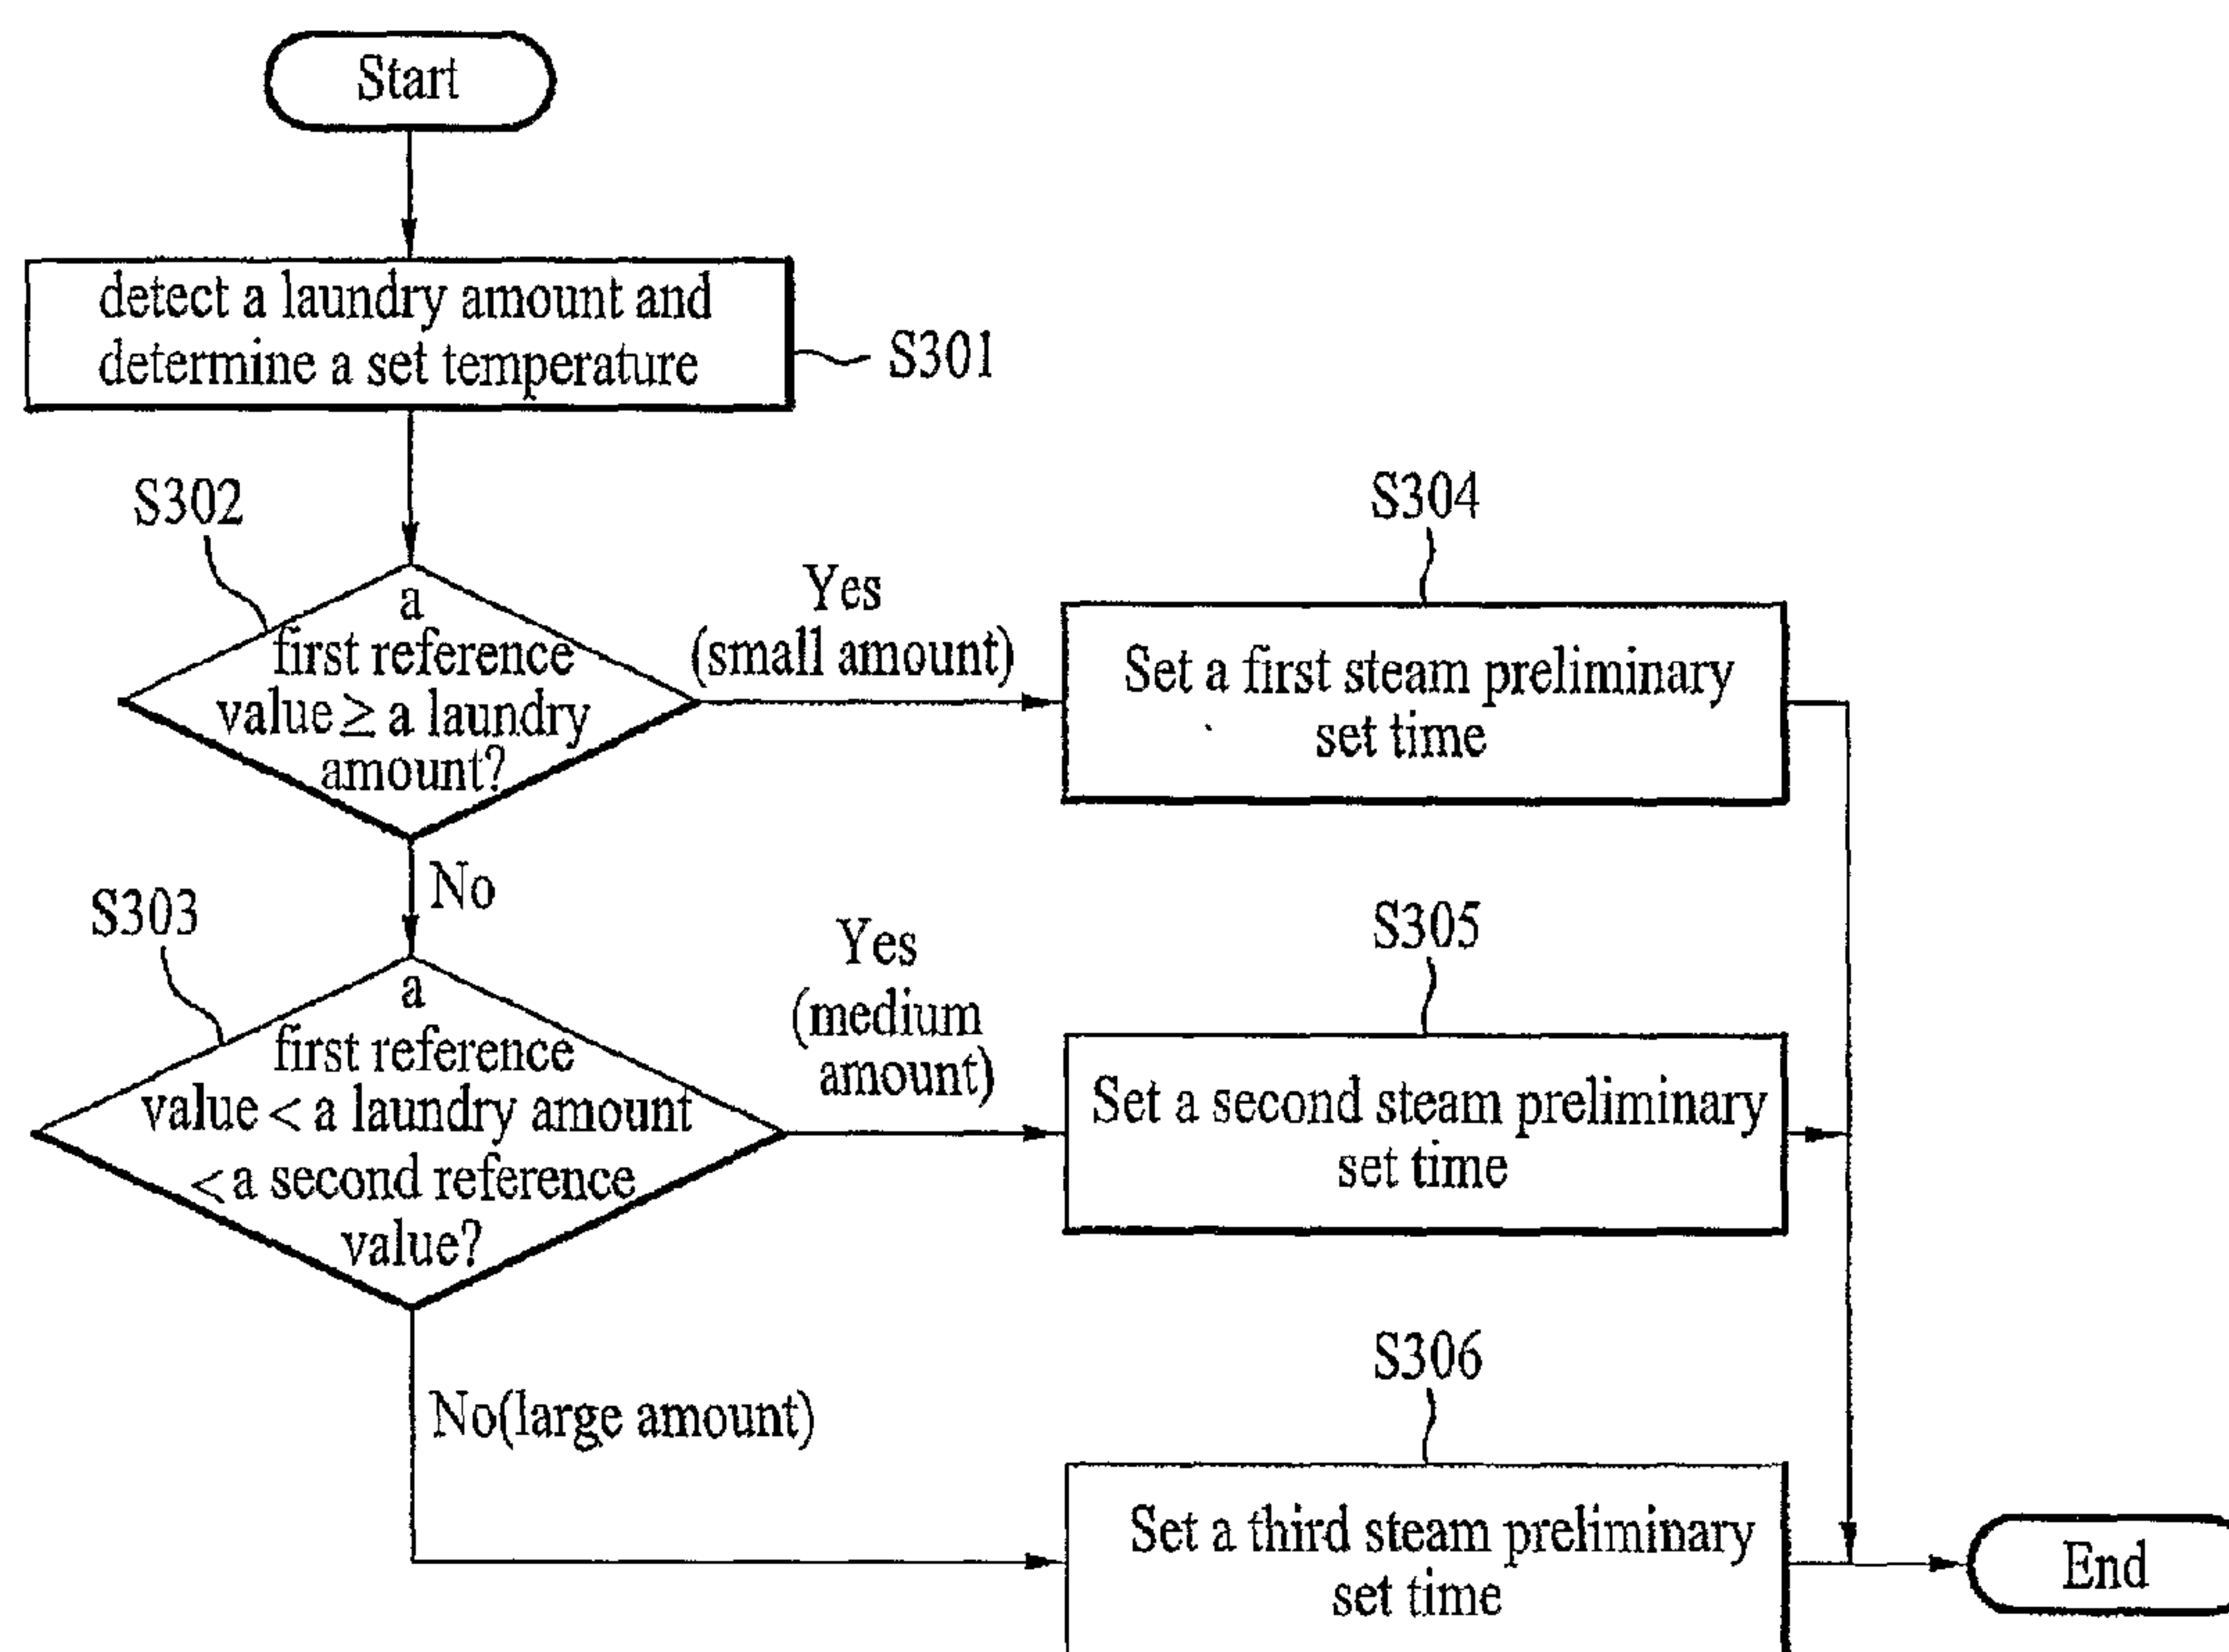 Start
detect a laundry amount and
determine a set temperature
S301
S302
a
first reference
value ≥ a laundry
amount?
Yes
(small amount)
S304
Set a first steam preliminary
set time
No
S303
a
first reference
value < a laundry amount
< a second reference
value?
Yes
(medium
amount)
S305
Set a second steam preliminary
set time
No(large amount)
S306
Set a third steam preliminary
set time
End